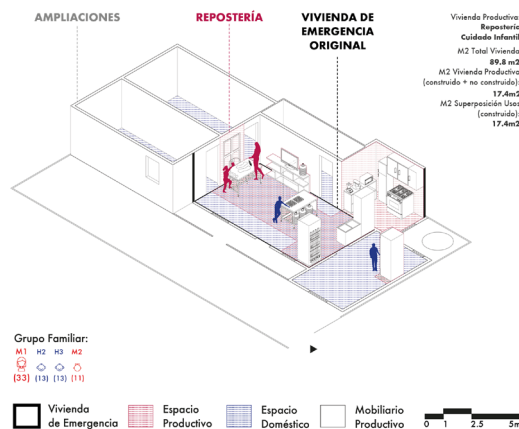 AMPLIACIONES
REPOSTERÍA
VIVIENDA DE
EMERGENCIA
ORIGINAL
Vivienda Productiva:
Repostería
Cuidado Infantil
M2 Total Vivienda
89.8 m2
M2 Vivienda Productiva
(construido + no construido):
17.4m2
M2 Superposición Usos
(construido):
17.4m2
Grupo Familiar:
M1 H2 H3 M2
(33) (13) (13) (11)
Vivienda
de Emergencia
Espacio
Productivo
Espacio
Doméstico
Mobiliario
Productivo
0 1 2.5 5m